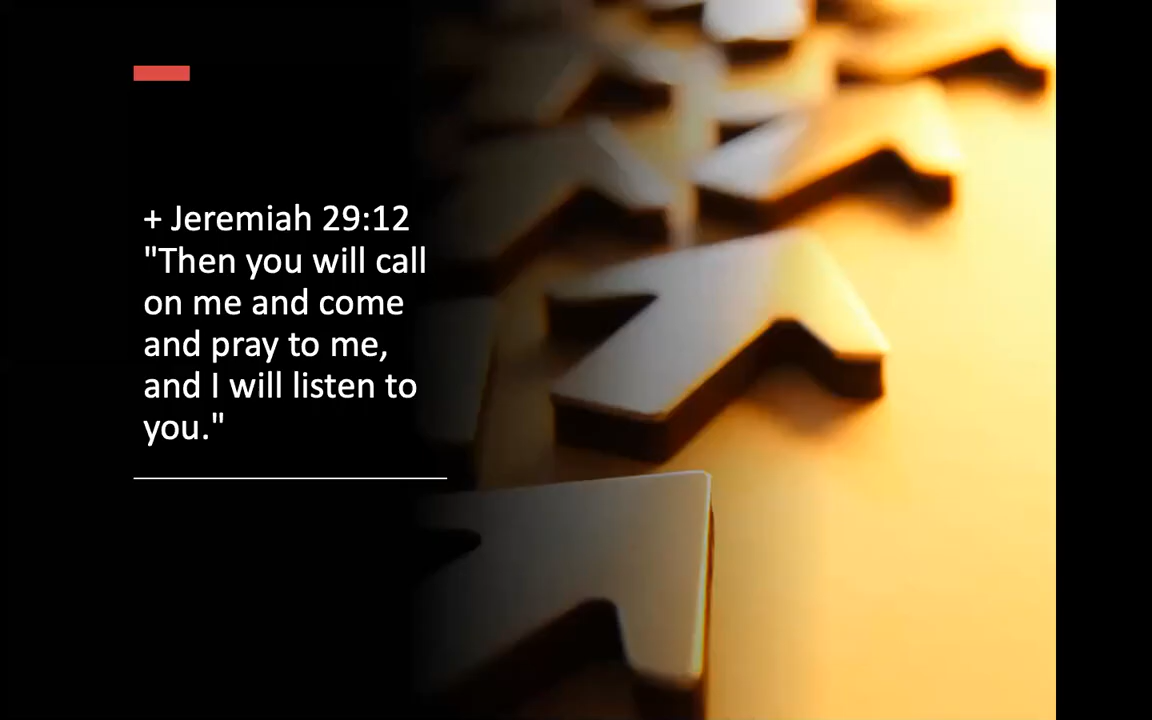 + Jeremiah 29:12
"Then you will call
on me and come
and pray to me,
and I will listen to
you."